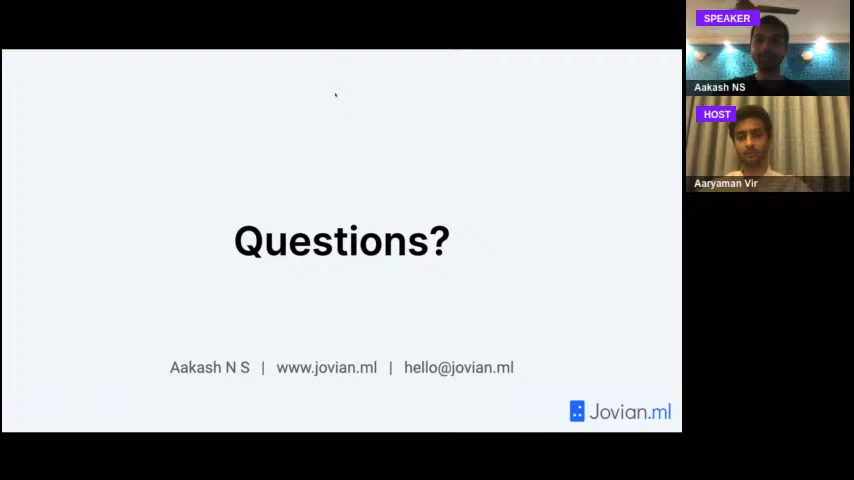 SPEAKER
Aakash NS
HOST
Aaryaman Vir
Questions?
Aakash N S | www.jovian.ml | hello@jovian.ml
Jovian.ml